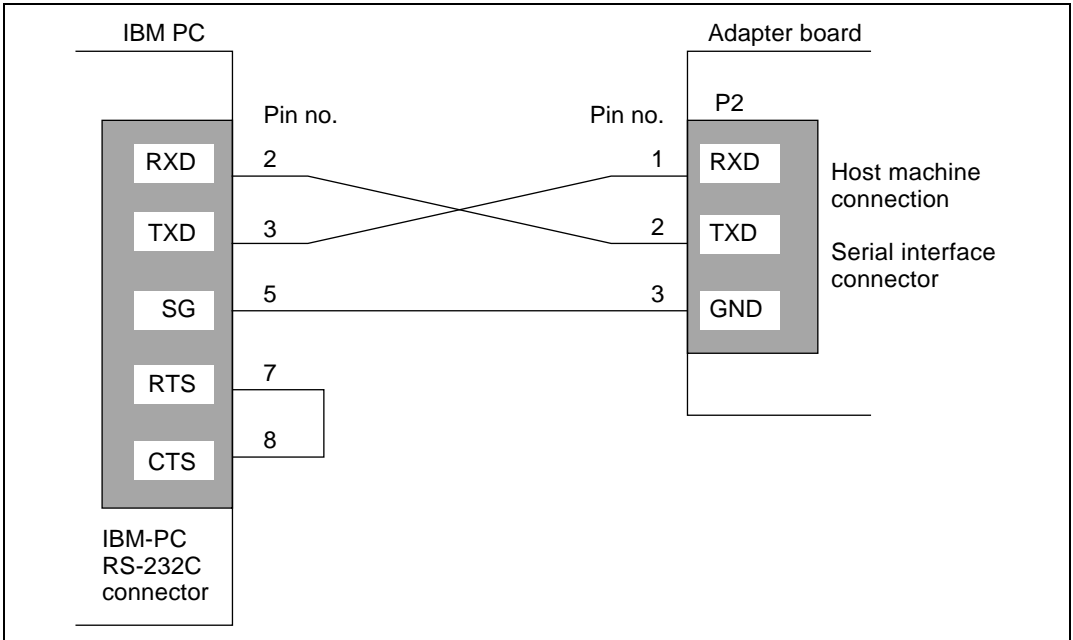 IBM PC
Adapter board
Pin no.
Pin no.
P2
RXD
2
1
RXD
Host machine
connection
TXD
3
2
TXD
Serial interface
connector
SG
5
3
GND
RTS
7
CTS
8
IBM-PC
RS-232C
connector